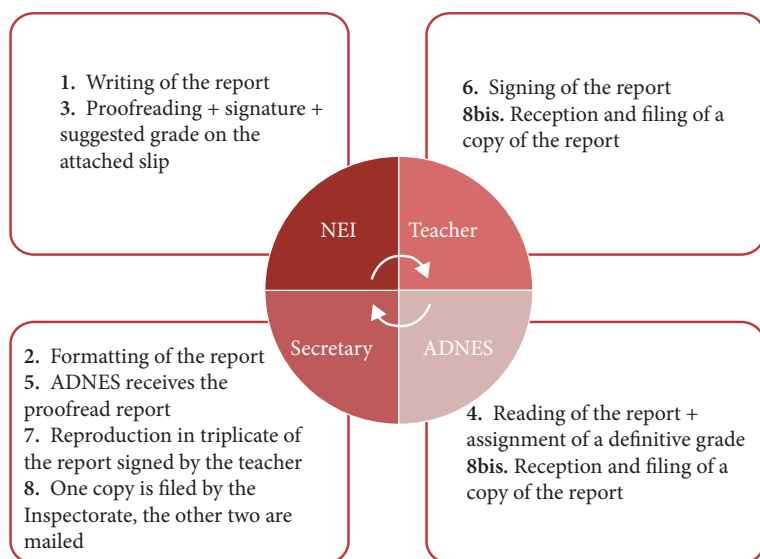 1. Writing of the report
3. Proofreading + signature +
suggested grade on the
attached slip
6. Signing of the report
8bis. Reception and filing of a
copy of the report
NEI
Teacher
Secretary
ADNES
2. Formatting of the report
5. ADNES receives the
proofread report
7. Reproduction in triplicate of
the report signed by the teacher
8. One copy is filed by the
Inspectorate, the other two are
mailed
4. Reading of the report +
assignment of a definitive grade
8bis. Reception and filing of a
copy of the report